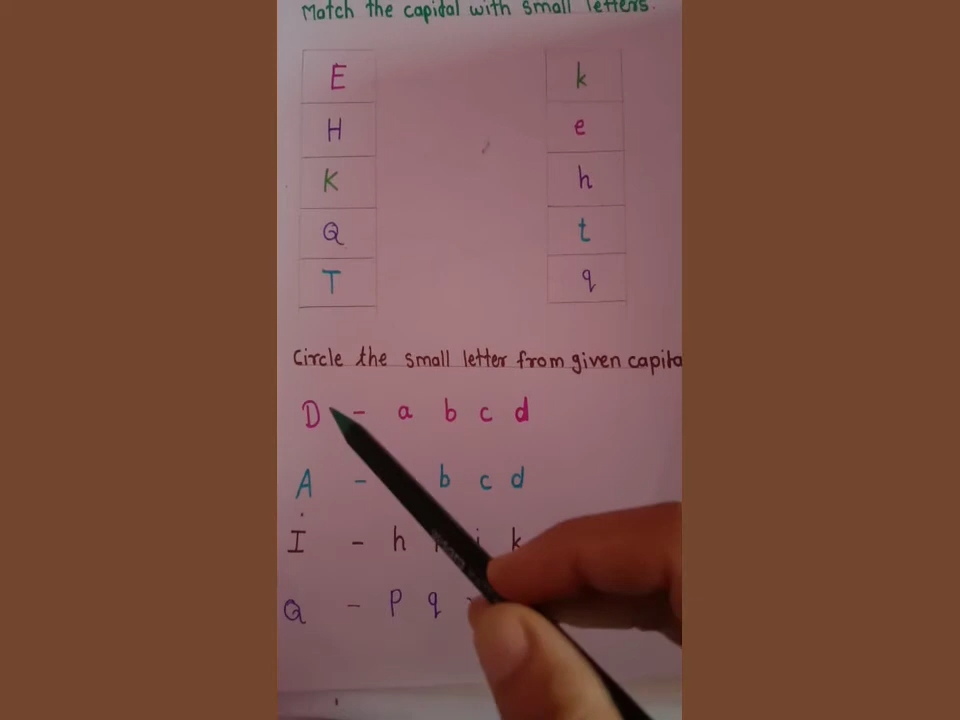 Match the capital with small letters.
E k
H e
K h
Q t
T q
Circle the small letter from given capita
D - a b c d
A - b c d
I - h i k
Q - p q